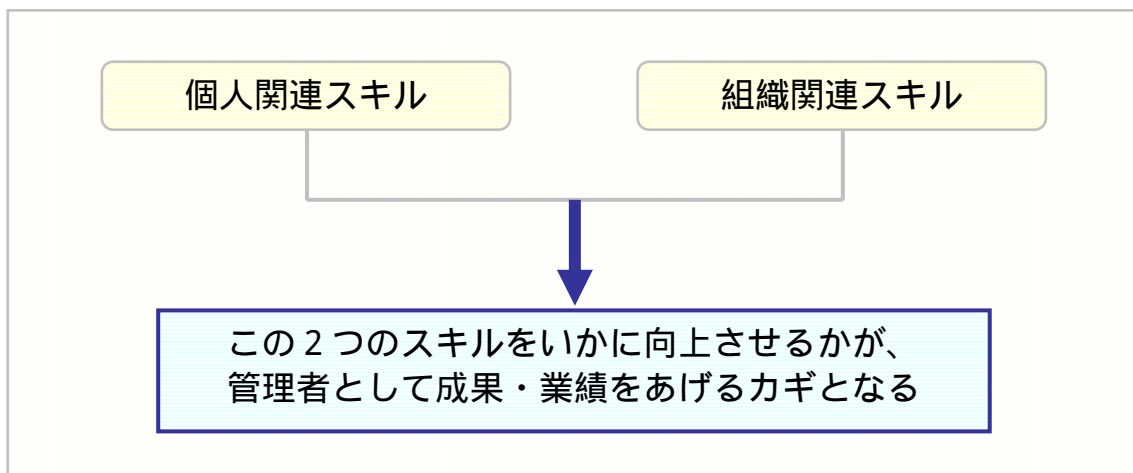 個人関連スキル
組織関連スキル
この２つのスキルをいかに向上させるかが、
管理者として成果・業績をあげるカギとなる